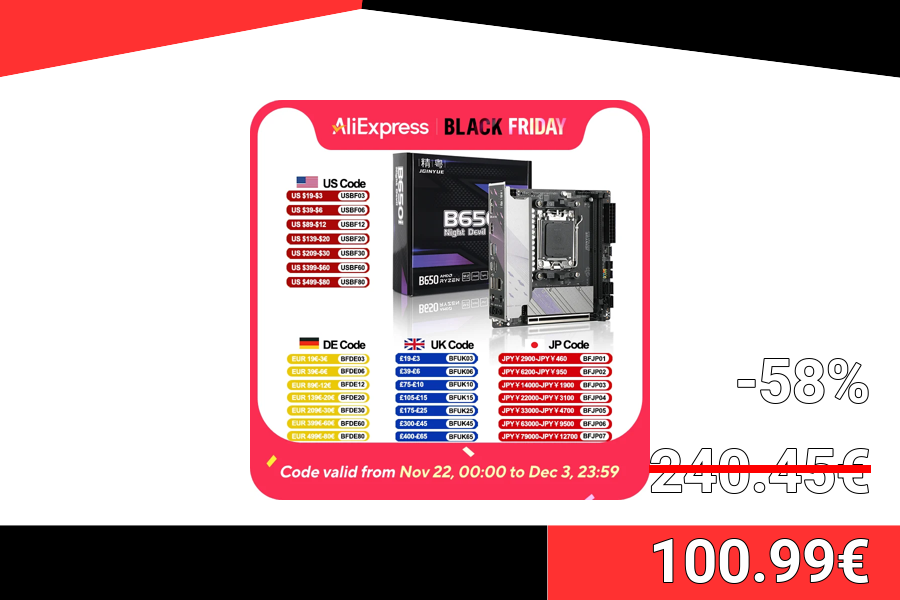 AliExpress | BLACK FRIDAY
精粤
JGINYUE
B650i
B650
Night Devil
B650 AMD RYZEN
US Code
US $19-$3 USBF03
US $39-$6 USBF06
US $89-$12 USBF12
US $139-$20 USBF20
US $209-$30 USBF30
US $399-$60 USBF60
US $499-$80 USBF80
DE Code
EUR 19€-3€ BFDE03
EUR 39€-6€ BFDE06
EUR 89€-12€ BFDE12
EUR 139€-20€ BFDE20
EUR 209€-30€ BFDE30
EUR 399€-60€ BFDE60
EUR 499€-80€ BFDE80
UK Code
£19-£3 BFUK03
£39-£6 BFUK06
£75-£10 BFUK10
£105-£15 BFUK15
£175-£25 BFUK25
£300-£45 BFUK45
£400-£65 BFUK65
JP Code
JPY￥2900-JPY￥460 BFJP01
JPY￥6200-JPY￥950 BFJP02
JPY￥14000-JPY￥1900 BFJP03
JPY￥22000-JPY￥3100 BFJP04
JPY￥33000-JPY￥4700 BFJP05
JPY￥63000-JPY￥9500 BFJP06
JPY￥79000-JPY￥12700 BFJP07
Code valid from Nov 22, 00:00 to Dec 3, 23:59
-58%
240.45€
100.99€